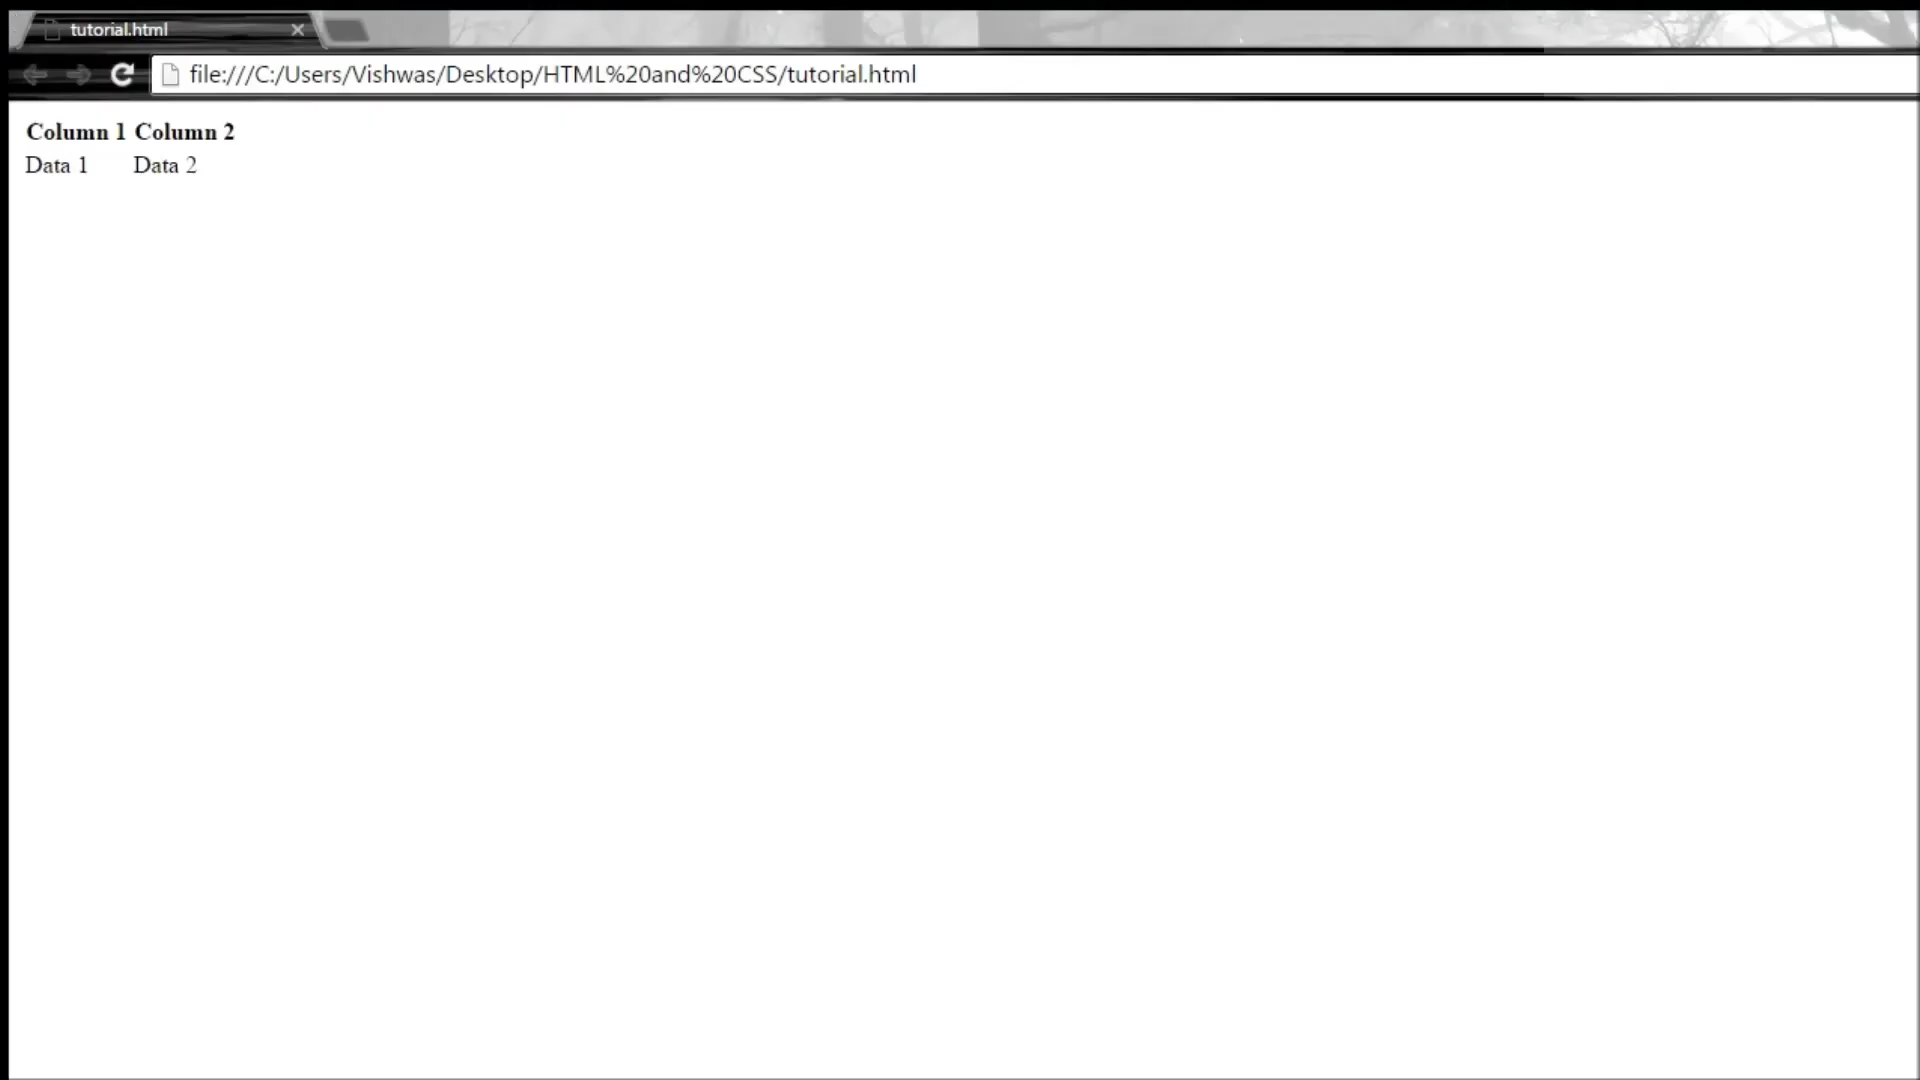 tutorial.html
file:///C:/Users/Vishwas/Desktop/HTML%20and%20CSS/tutorial.html
Column 1 Column 2
Data 1 Data 2